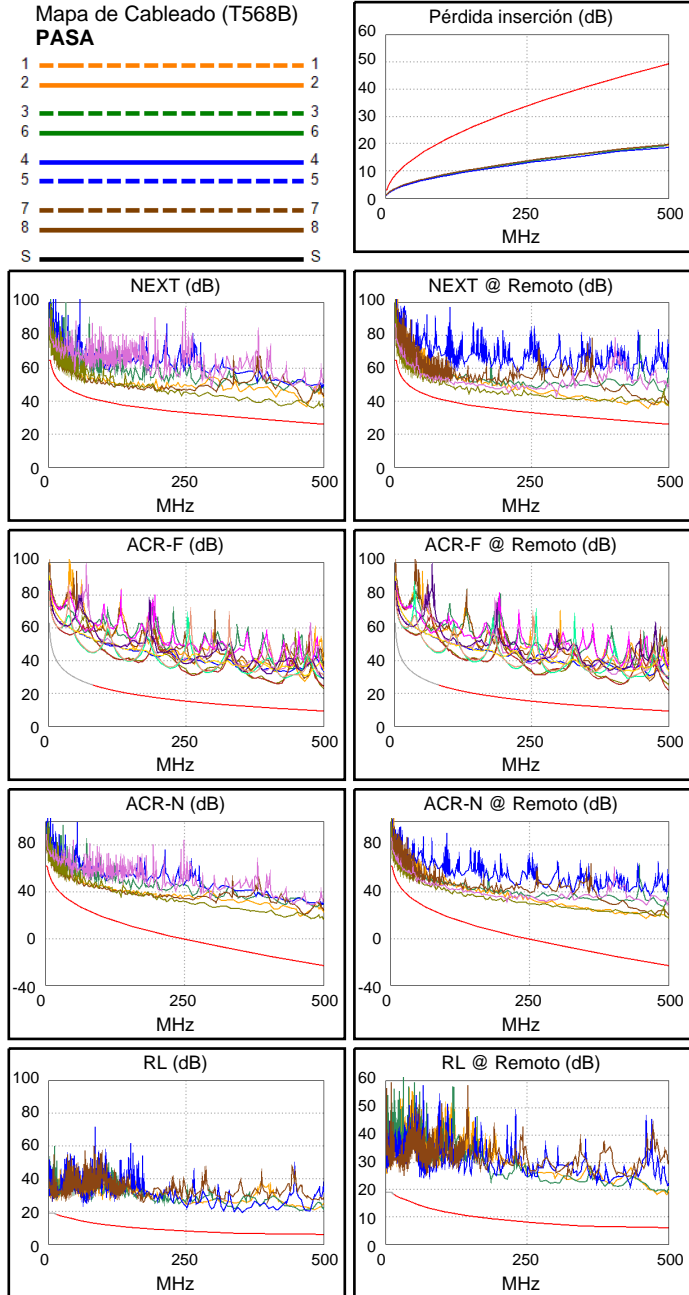 Mapa de Cableado (T568B)
PASA
1 1
2 2
3 3
6 6
4 4
5 5
7 7
8 8
S S
Pérdida inserción (dB)
60
50
40
30
20
10
0
0 250 500
MHz
NEXT (dB)
100
80
60
40
20
0
0 250 500
MHz
NEXT @ Remoto (dB)
100
80
60
40
20
0
0 250 500
MHz
ACR-F (dB)
100
80
60
40
20
0
0 250 500
MHz
ACR-F @ Remoto (dB)
100
80
60
40
20
0
0 250 500
MHz
ACR-N (dB)
80
40
0
-40
0 250 500
MHz
ACR-N @ Remoto (dB)
80
40
0
-40
0 250 500
MHz
RL (dB)
100
80
60
40
20
0
0 250 500
MHz
RL @ Remoto (dB)
60
50
40
30
20
10
0
0 250 500
MHz